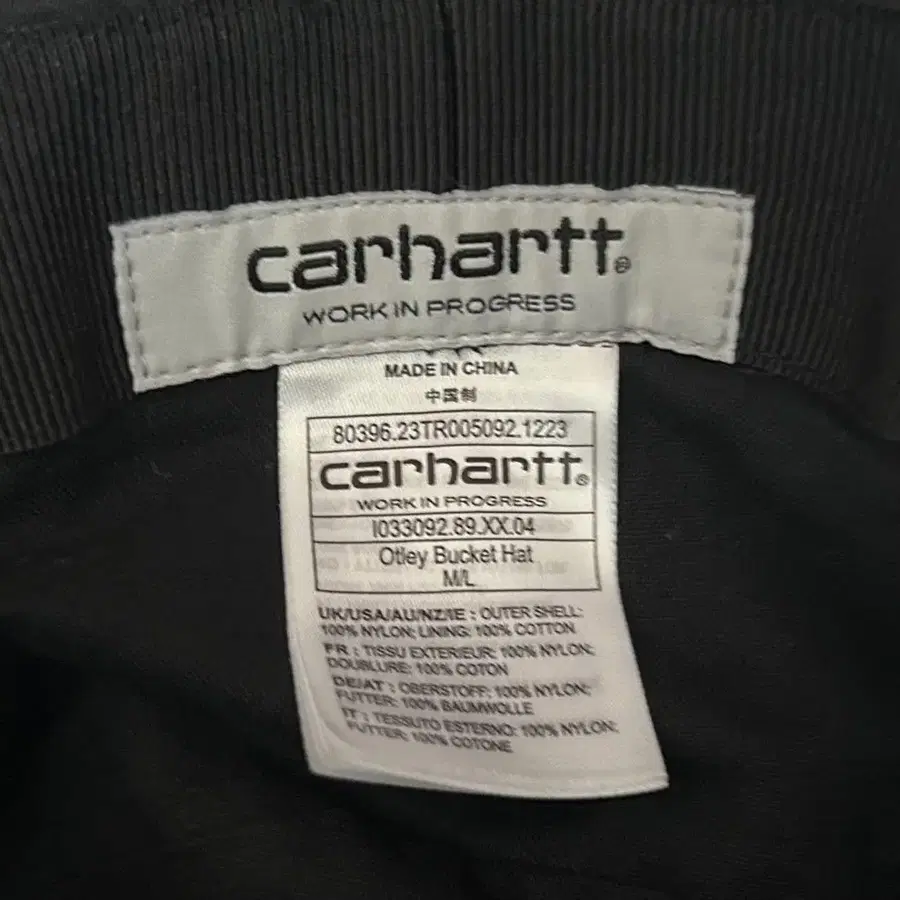 carhartt®
WORK IN PROGRESS
MADE IN CHINA
中国制
80396.23TR005092.1223
carhartt®
WORK IN PROGRESS
I033092.89.XX.04
Otley Bucket Hat
M/L
UK/USA/AU/NZ/IE : OUTER SHELL:
100% NYLON; LINING: 100% COTTON
FR : TISSU EXTERIEUR: 100% NYLON;
DOUBLURE: 100% COTON
DE/AT : OBERSTOFF: 100% NYLON;
FUTTER: 100% BAUMWOLLE
IT : TESSUTO ESTERNO: 100% NYLON;
FUTTER: 100% COTONE